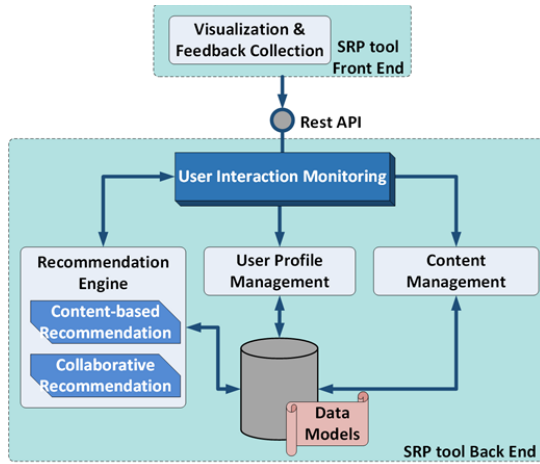 Visualization &
Feedback Collection
SRP tool
Front End
Rest API
User Interaction Monitoring
Recommendation
Engine
Content-based
Recommendation
Collaborative
Recommendation
User Profile
Management
Content
Management
Data
Models
SRP tool Back End